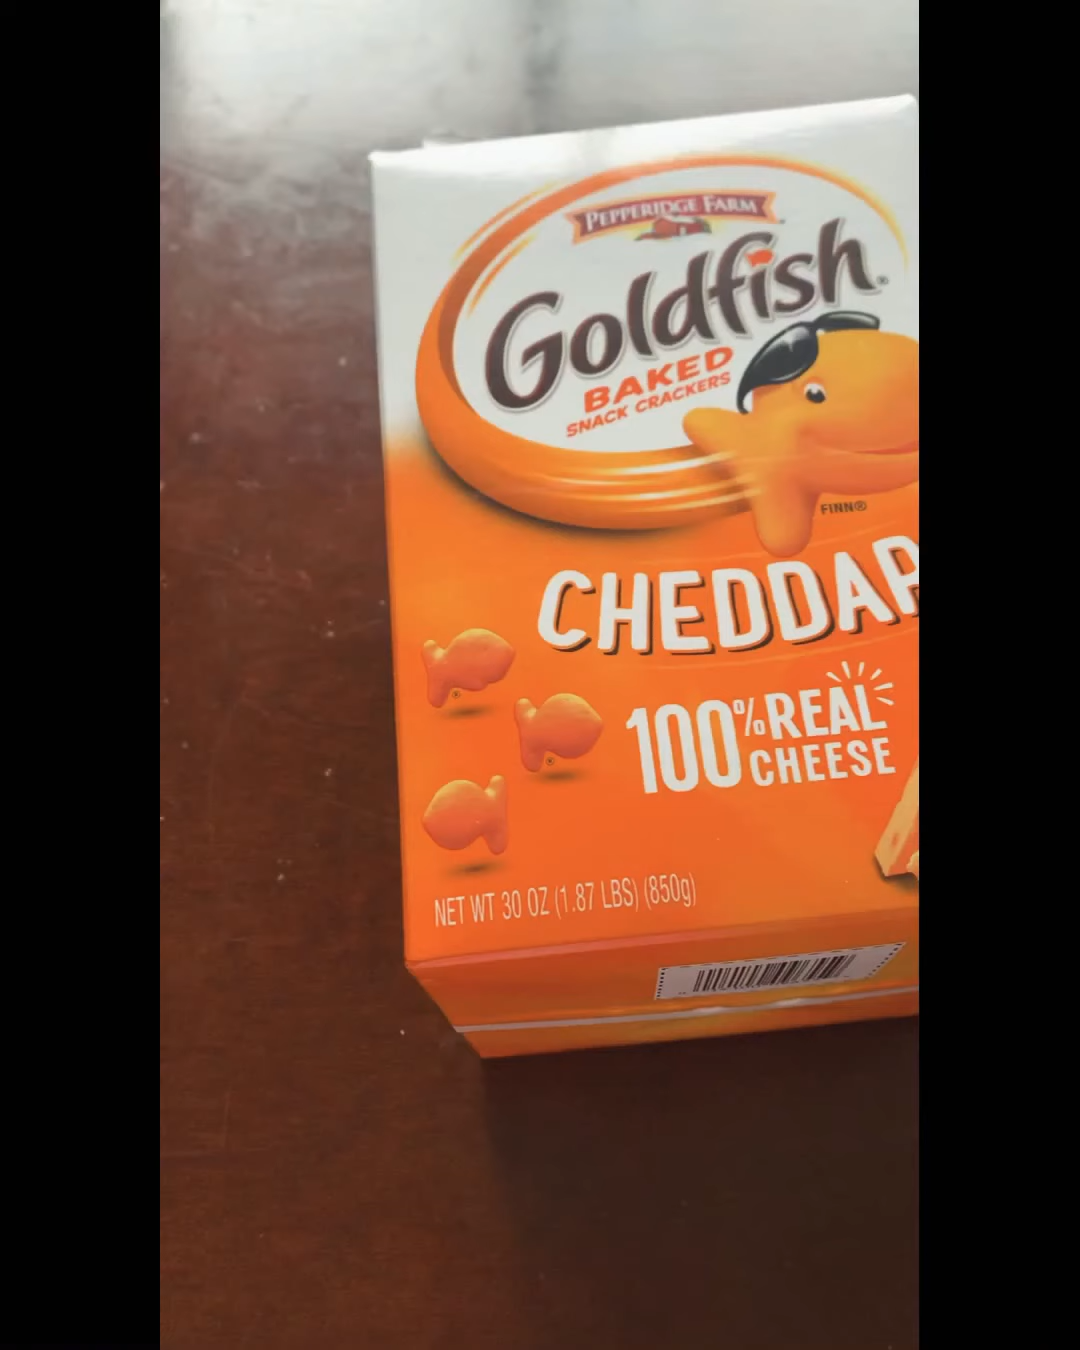 PEPPERIDGE FARM
Goldfish®
BAKED
SNACK CRACKERS
FINN®
CHEDDAR
100% REAL
CHEESE
NET WT 30 OZ (1.87 LBS) (850g)